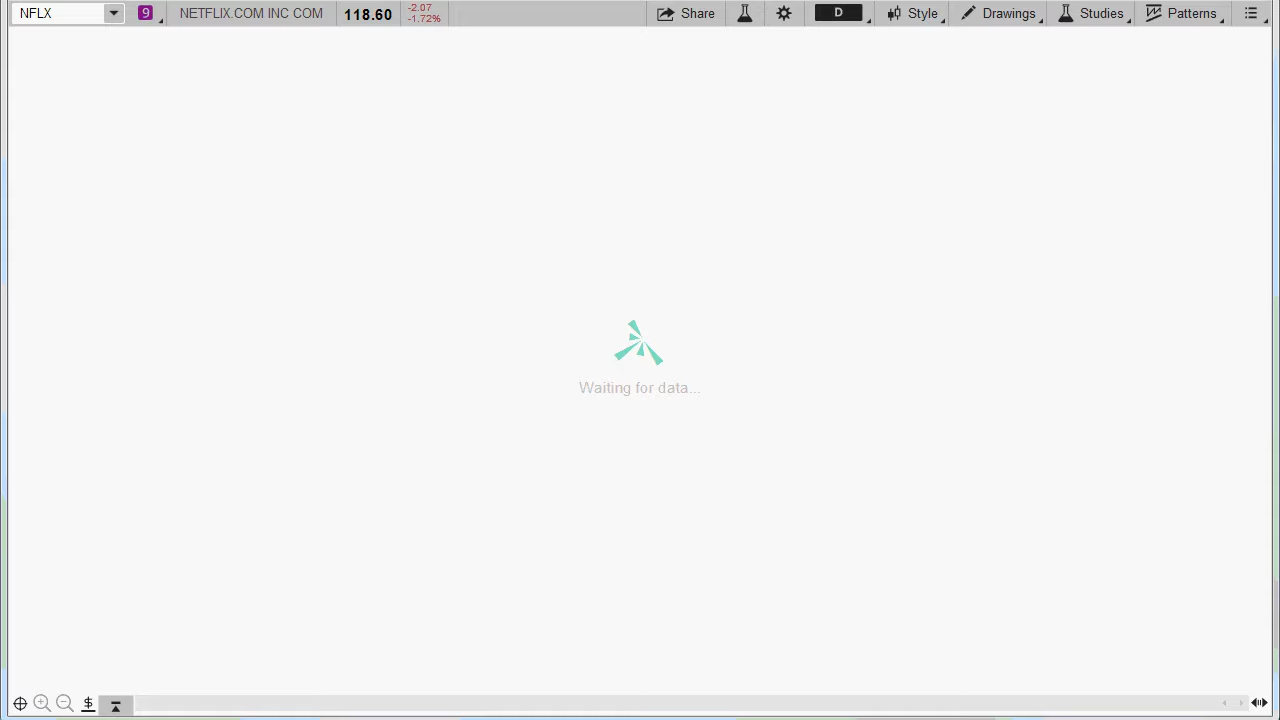 NFLX 9 NETFLIX COM INC COM 118.60 -2.07 Share D Style Drawings Studies Patterns
-1.72%
Waiting for data...
$